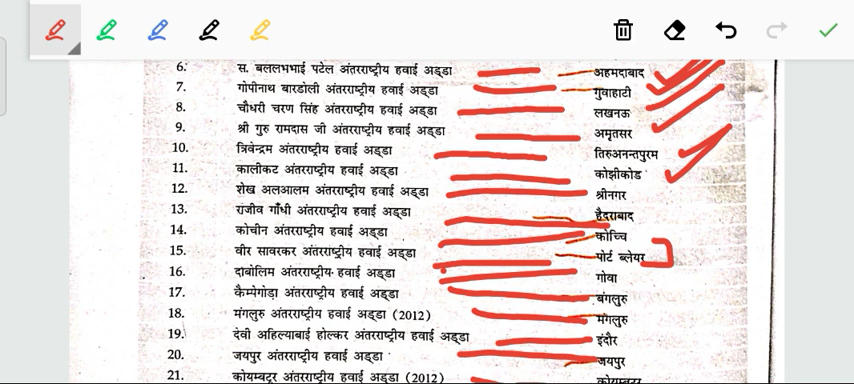 6. स. बललभभाई पटेल अंतरराष्ट्रीय हवाई अड्डा अहमदाबाद
7. गोपीनाथ बारडोली अंतरराष्ट्रीय हवाई अड्डा गुवाहाटी
8. चौधरी चरण सिंह अंतरराष्ट्रीय हवाई अड्डा लखनऊ
9. श्री गुरु रामदास जी अंतरराष्ट्रीय हवाई अड्डा अमृतसर
10. त्रिवेन्द्रम अंतरराष्ट्रीय हवाई अड्डा तिरुअनन्तपुरम
11. कालीकट अंतरराष्ट्रीय हवाई अड्डा कोझीकोड
12. शेख अलआलम अंतरराष्ट्रीय हवाई अड्डा श्रीनगर
13. राजीव गाँधी अंतरराष्ट्रीय हवाई अड्डा हैदराबाद
14. कोचीन अंतरराष्ट्रीय हवाई अड्डा कोच्चि
15. वीर सावरकर अंतरराष्ट्रीय हवाई अड्डा पोर्ट ब्लेयर
16. दाबोलिम अंतरराष्ट्रीय हवाई अड्डा गोवा
17. कैम्पेगोड़ा अंतरराष्ट्रीय हवाई अड्डा बंगलुरु
18. मंगलुरु अंतरराष्ट्रीय हवाई अड्डा (2012) मंगलुरु
19. देवी अहिल्याबाई होल्कर अंतरराष्ट्रीय हवाई अड्डा इंदौर
20. जयपुर अंतरराष्ट्रीय हवाई अड्डा जयपुर
21. कोयम्बटूर अंतरराष्ट्रीय हवाई अड्डा (2012) कोयम्बटूर